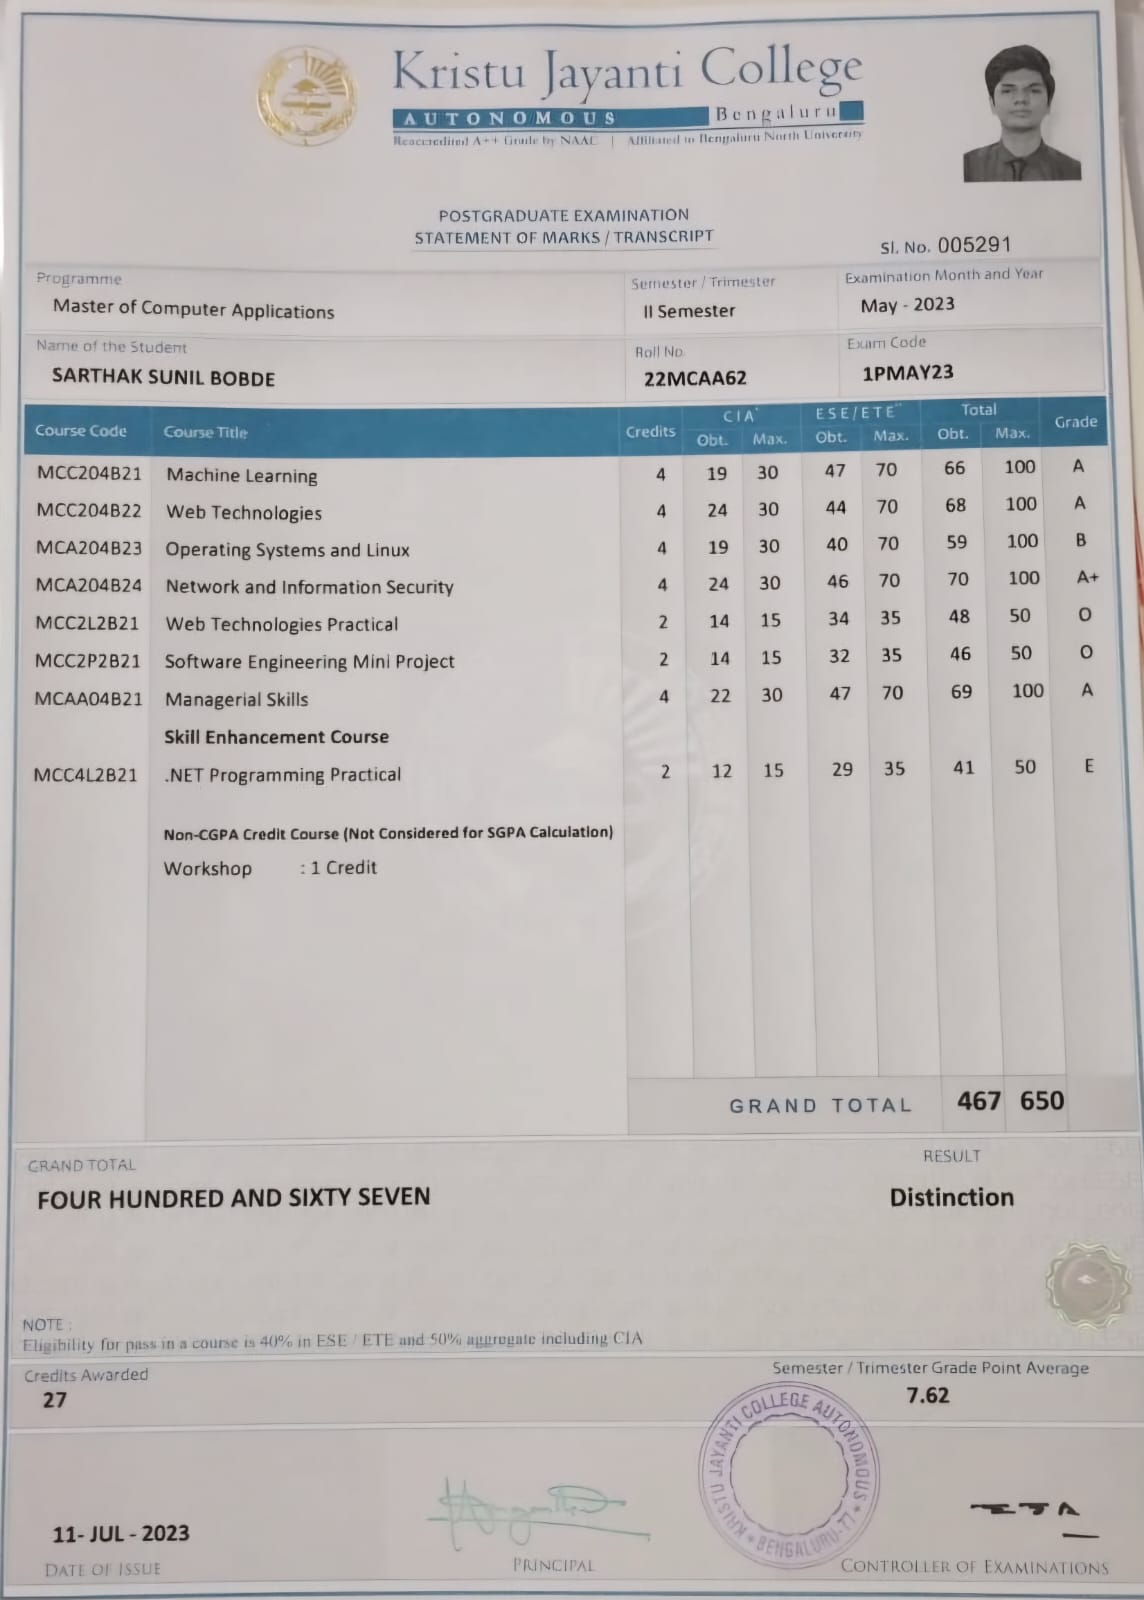 Kristu Jayanti College
AUTONOMOUS Bengaluru
Reaccredited A++ Grade by NAAC | Affiliated to Bengaluru North University
POSTGRADUATE EXAMINATION
STATEMENT OF MARKS / TRANSCRIPT
Sl. No. 005291
Programme Semester / Trimester Examination Month and Year
Master of Computer Applications II Semester May - 2023
Name of the Student Roll No. Exam Code
SARTHAK SUNIL BOBDE 22MCAA62 1PMAY23
Course Code Course Title Credits CIA* ESE/ETE** Total Grade
Obt. Max. Obt. Max. Obt. Max.
MCC204B21 Machine Learning 4 19 30 47 70 66 100 A
MCC204B22 Web Technologies 4 24 30 44 70 68 100 A
MCA204B23 Operating Systems and Linux 4 19 30 40 70 59 100 B
MCA204B24 Network and Information Security 4 24 30 46 70 70 100 A+
MCC2L2B21 Web Technologies Practical 2 14 15 34 35 48 50 O
MCC2P2B21 Software Engineering Mini Project 2 14 15 32 35 46 50 O
MCAA04B21 Managerial Skills 4 22 30 47 70 69 100 A
Skill Enhancement Course
MCC4L2B21 .NET Programming Practical 2 12 15 29 35 41 50 E
Non-CGPA Credit Course (Not Considered for SGPA Calculation)
Workshop : 1 Credit
GRAND TOTAL 467 650
GRAND TOTAL RESULT
FOUR HUNDRED AND SIXTY SEVEN Distinction
NOTE :
Eligibility for pass in a course is 40% in ESE / ETE and 50% aggregate including CIA
Credits Awarded Semester / Trimester Grade Point Average
27 7.62
KRISTU JAYANTI COLLEGE AUTONOMOUS * BENGALURU-77 *
11- JUL - 2023
DATE OF ISSUE PRINCIPAL CONTROLLER OF EXAMINATIONS